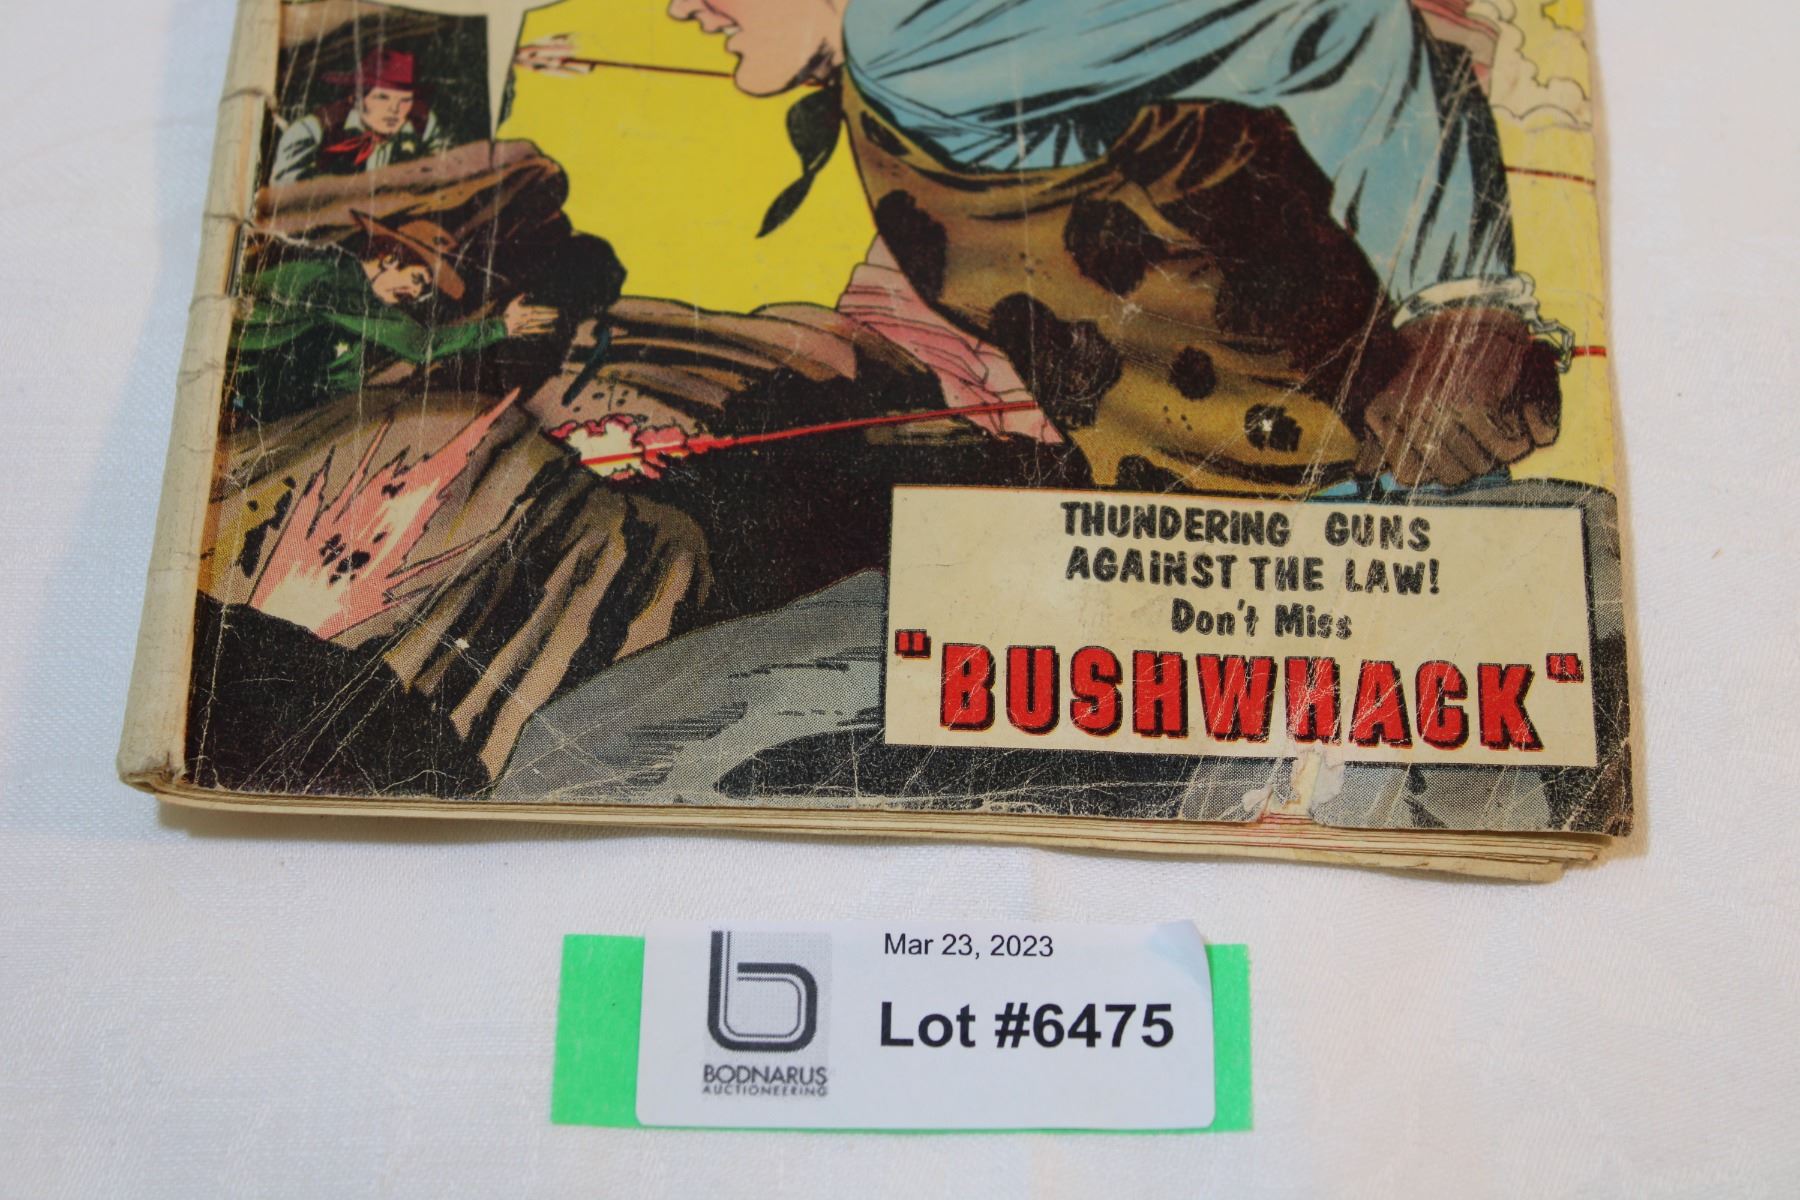 THUNDERING GUNS
AGAINST THE LAW!
Don't Miss
"BUSHWHACK"
Mar 23, 2023
Lot #6475
b
BODNARUS
AUCTIONEERING